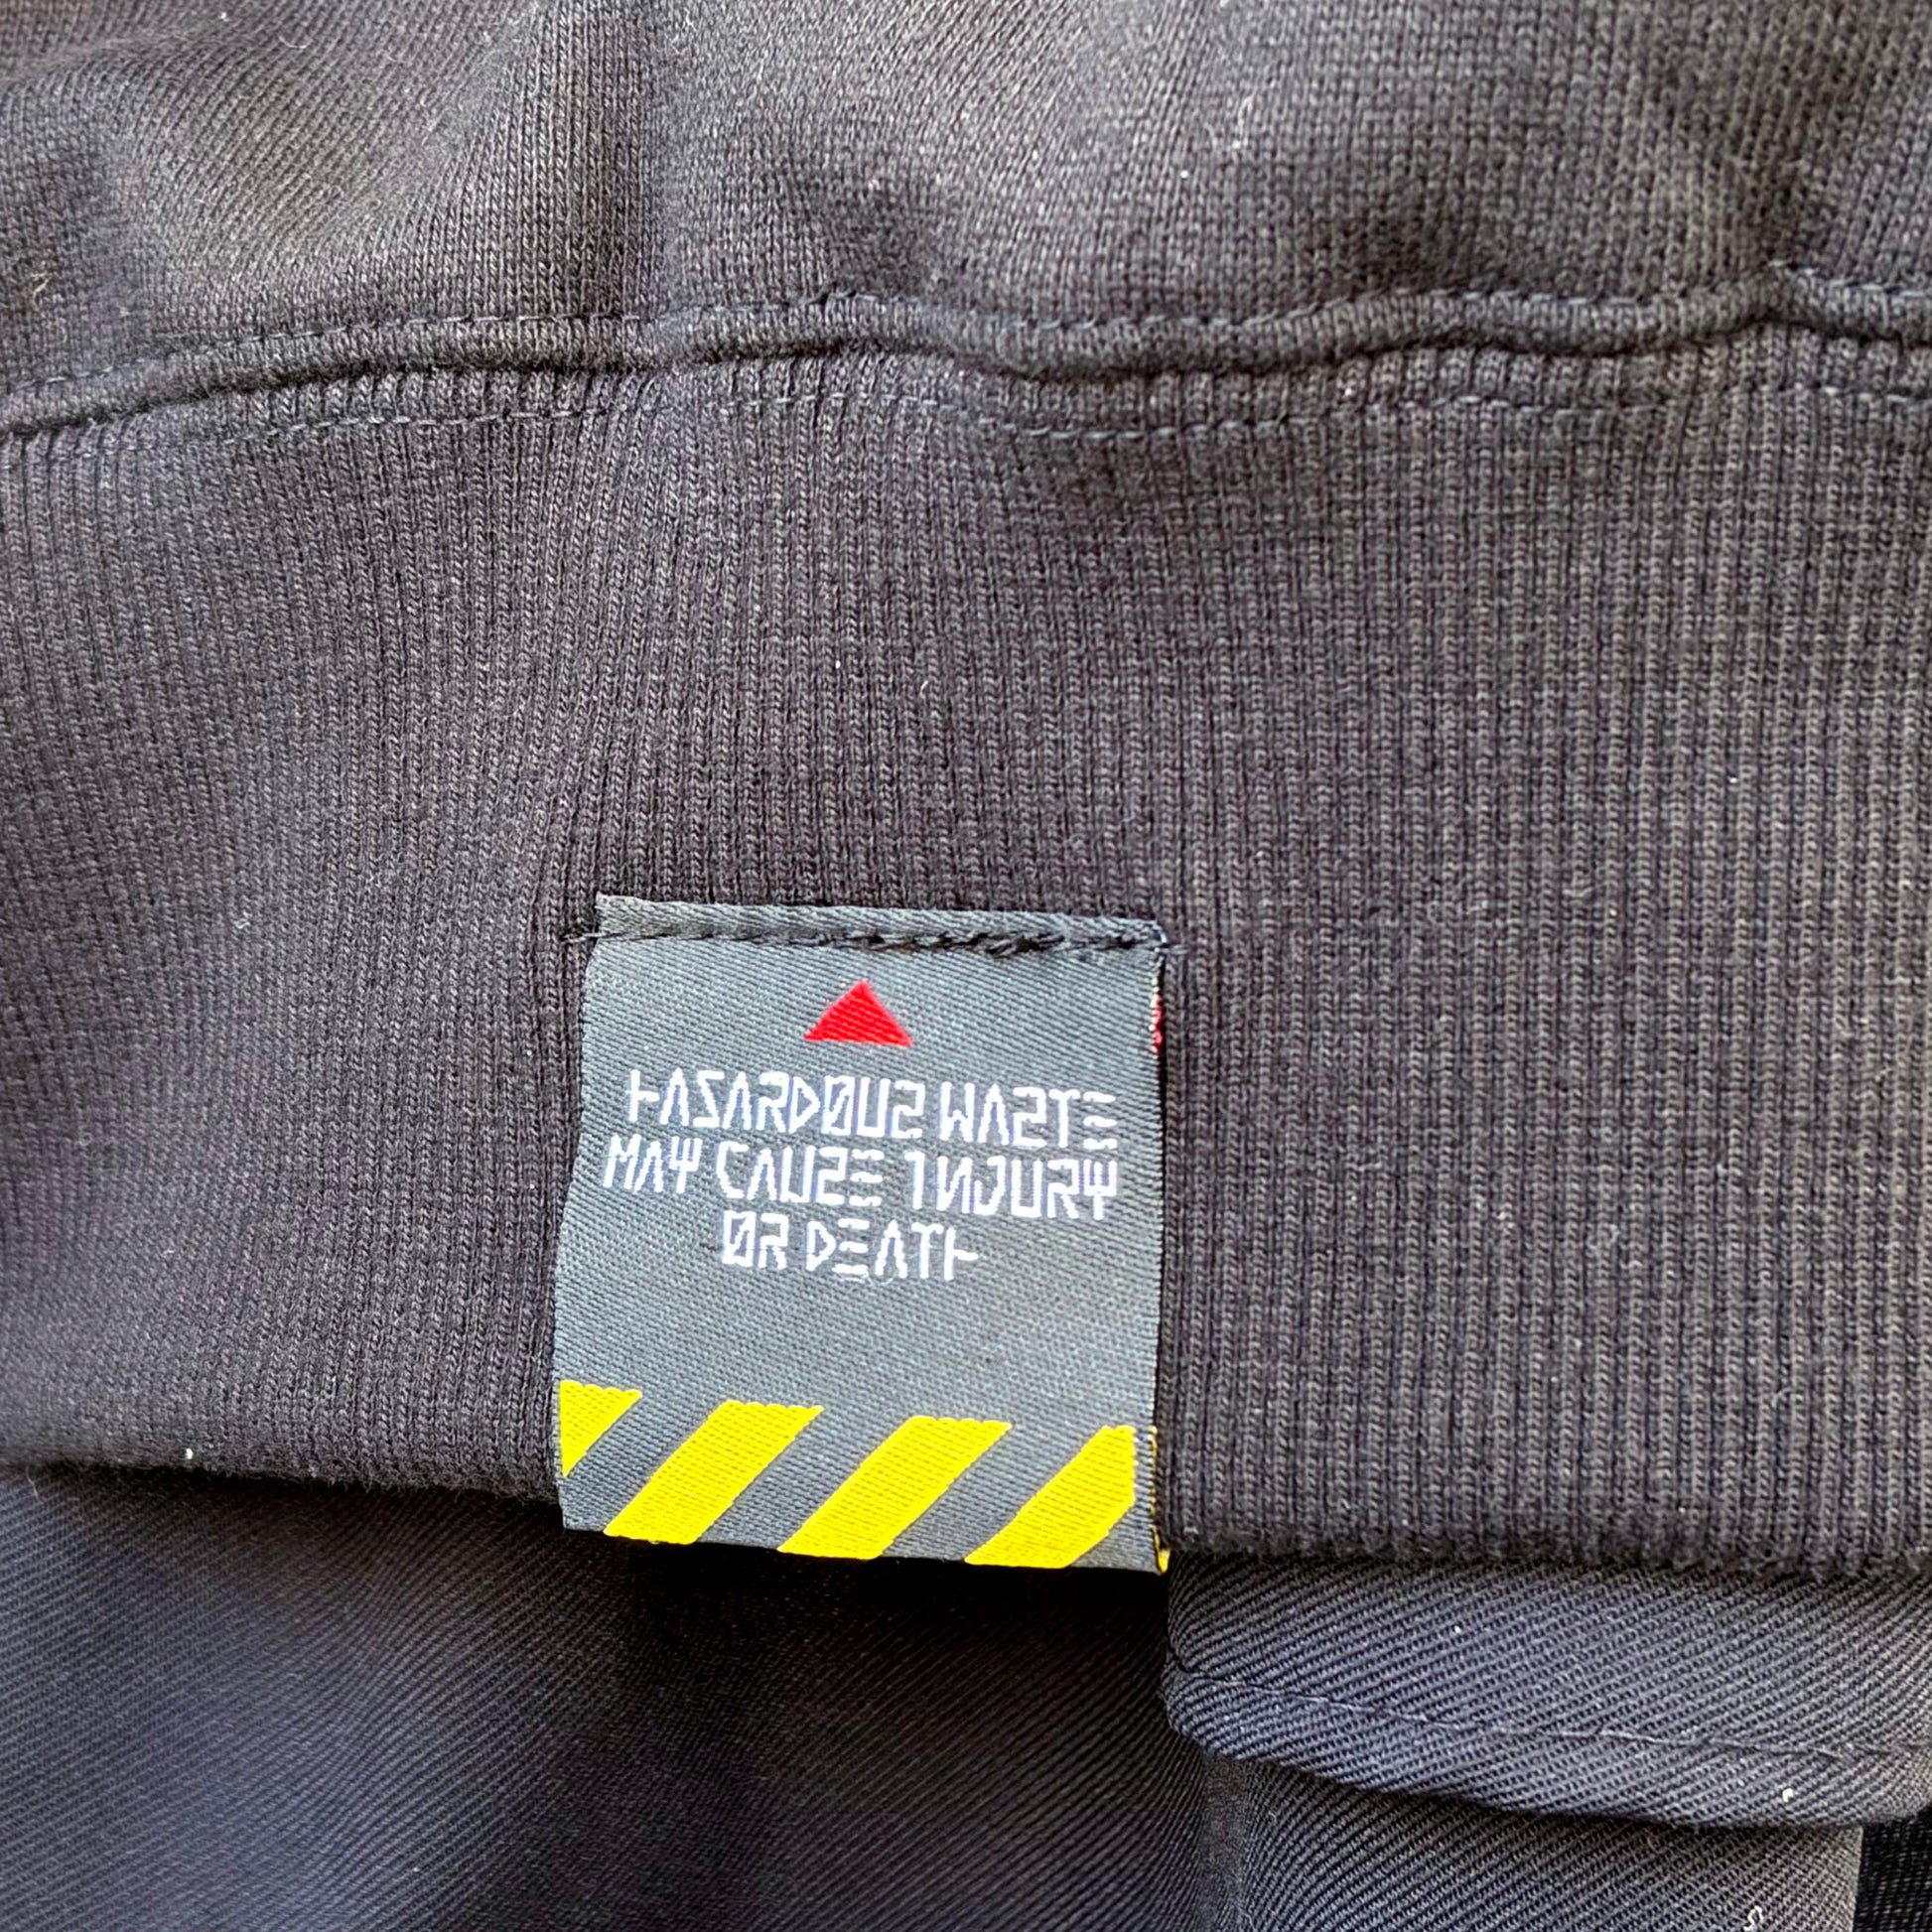 HAZARDOUS WASTE
MAY CAUSE INJURY
OR DEATH